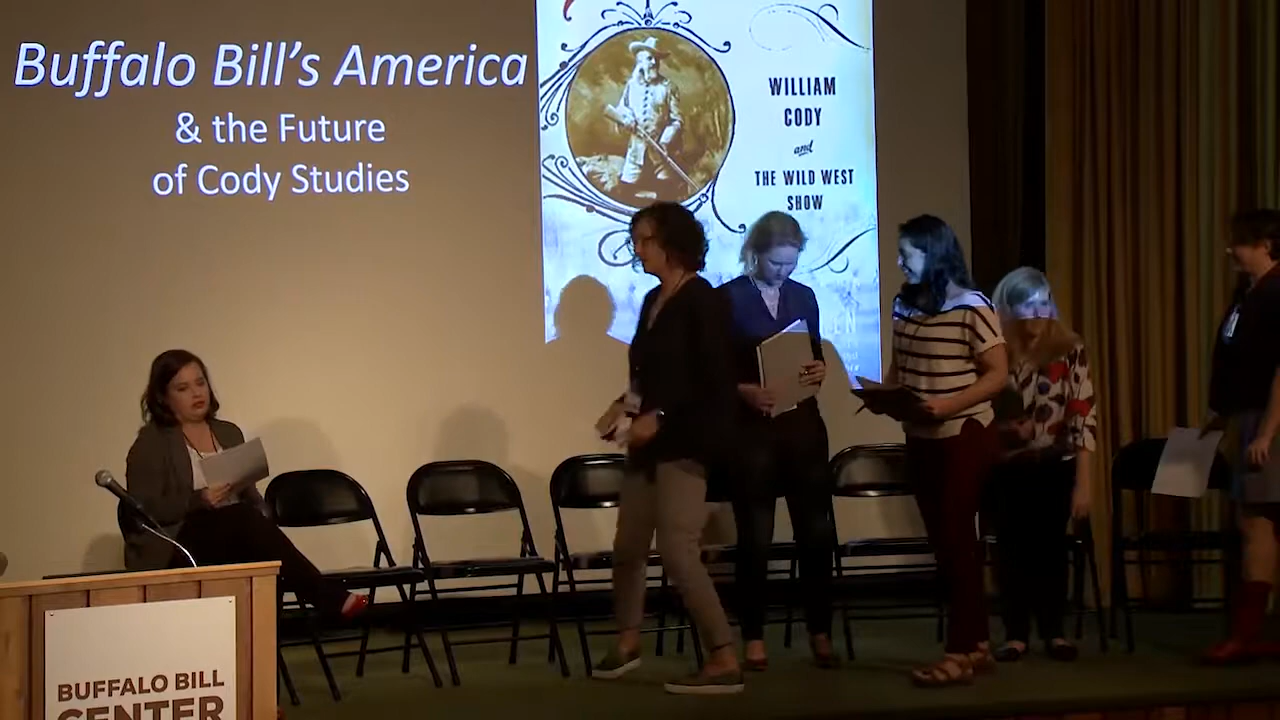 Buffalo Bill's America
& the Future
of Cody Studies
WILLIAM
CODY
and
THE WILD WEST
SHOW
BUFFALO BILL
CENTER